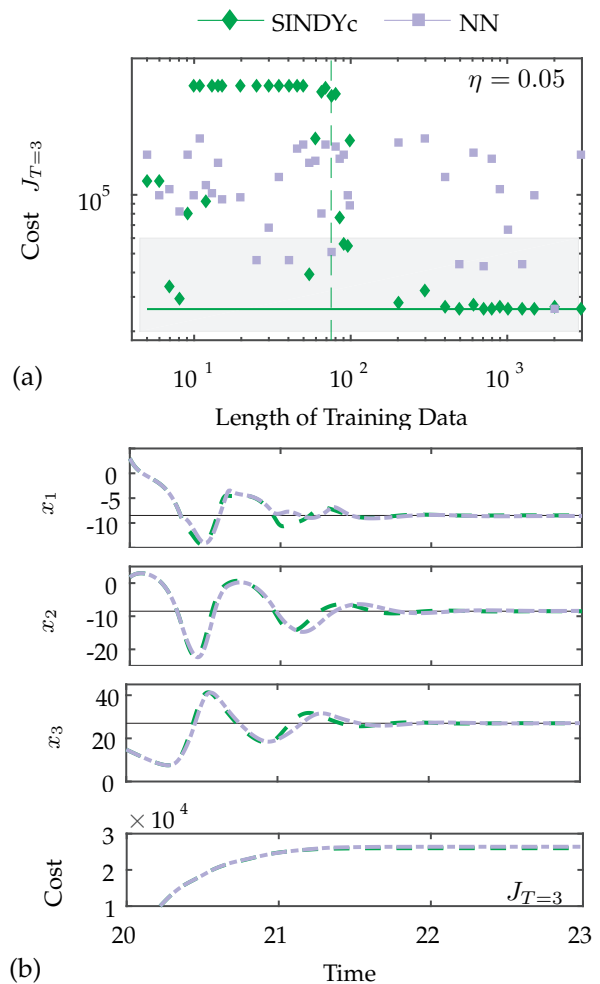 SINDYc NN
η = 0.05
Cost J_{T=3}
10^5
10^1 10^2 10^3
(a)
Length of Training Data
x_1
0
-5
-10
x_2
0
-10
-20
x_3
40
20
0
× 10^4
Cost
3
2
1
J_{T=3}
20 21 22 23
(b)
Time